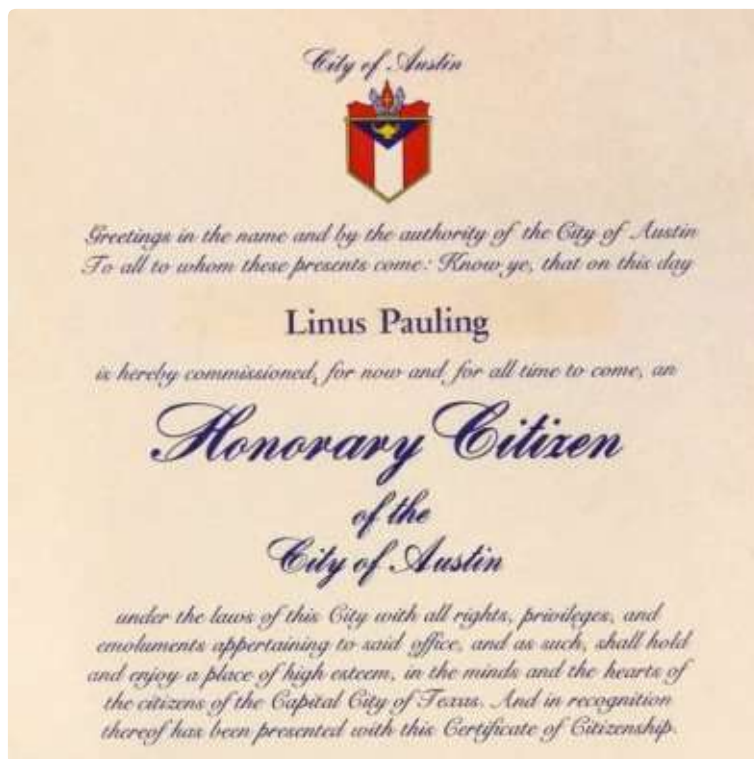 City of Austin
Greetings in the name and by the authority of the City of Austin
To all to whom these presents come: Know ye, that on this day
Linus Pauling
is hereby commissioned, for now and for all time to come, an
Honorary Citizen
of the
City of Austin
under the laws of this City with all rights, privileges, and
emoluments appertaining to said office, and as such, shall hold
and enjoy a place of high esteem, in the minds and the hearts of
the citizens of the Capital City of Texas. And in recognition
thereof has been presented with this Certificate of Citizenship.